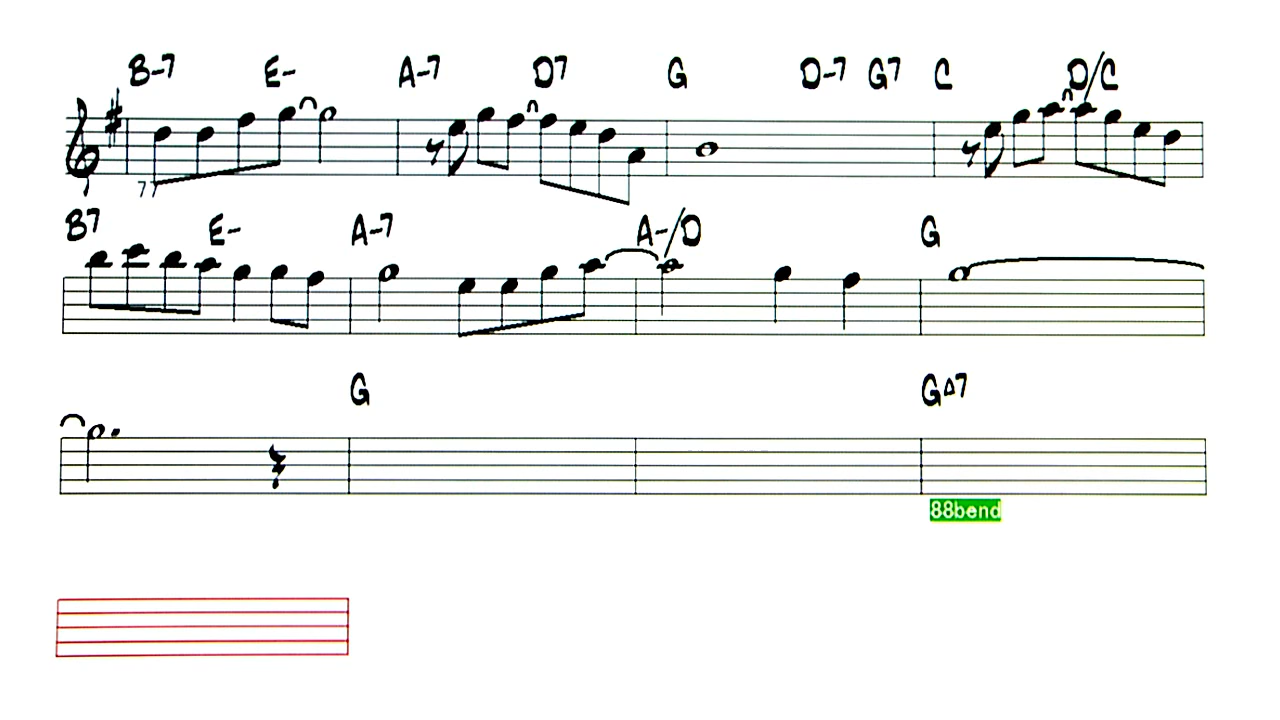 B-7 E- A-7 D7 G D-7 G7 C D/C
77
B7 E- A-7 A-/D G
G GΔ7
88bend